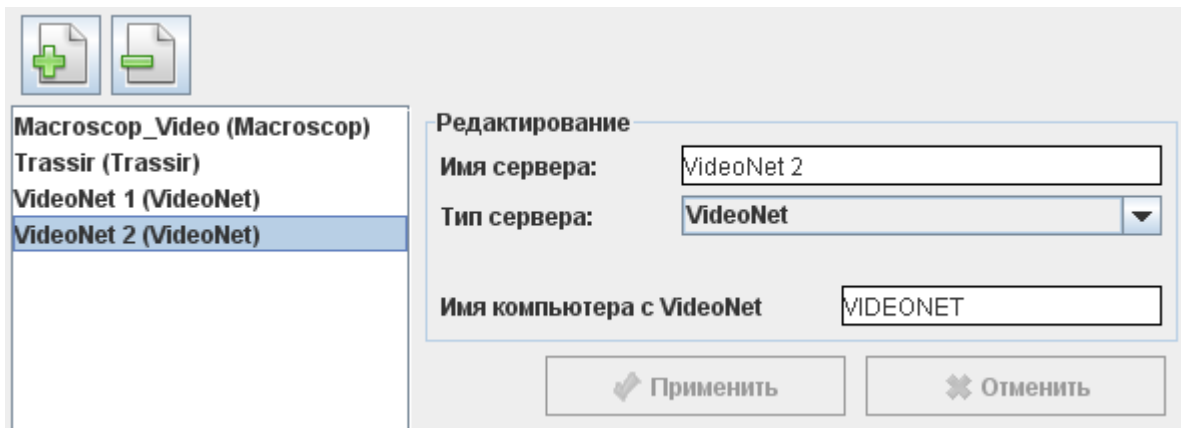 Macroscop_Video (Macroscop)
Trassir (Trassir)
VideoNet 1 (VideoNet)
VideoNet 2 (VideoNet)
Редактирование
Имя сервера: VideoNet 2
Тип сервера: VideoNet
Имя компьютера с VideoNet VIDEONET
Применить Отменить